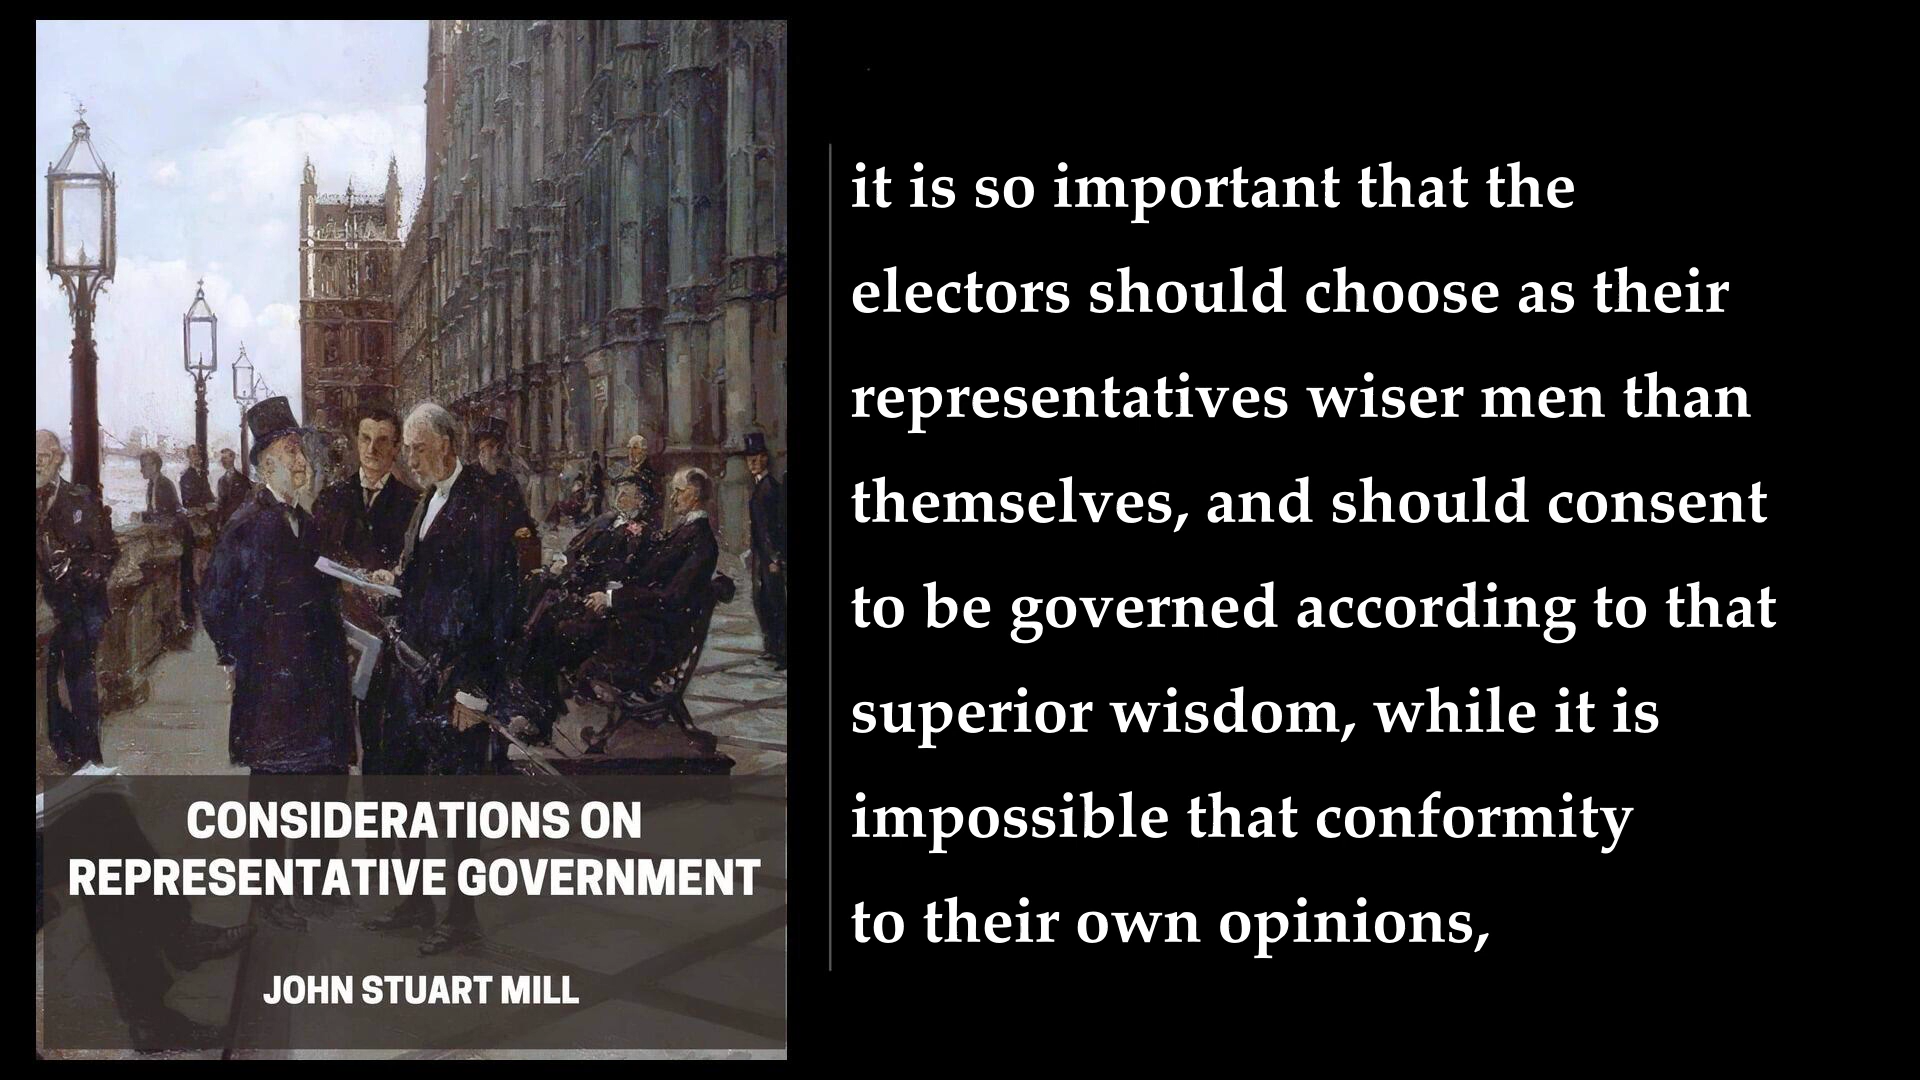 it is so important that the
electors should choose as their
representatives wiser men than
themselves, and should consent
to be governed according to that
superior wisdom, while it is
impossible that conformity
to their own opinions,
CONSIDERATIONS ON
REPRESENTATIVE GOVERNMENT
JOHN STUART MILL